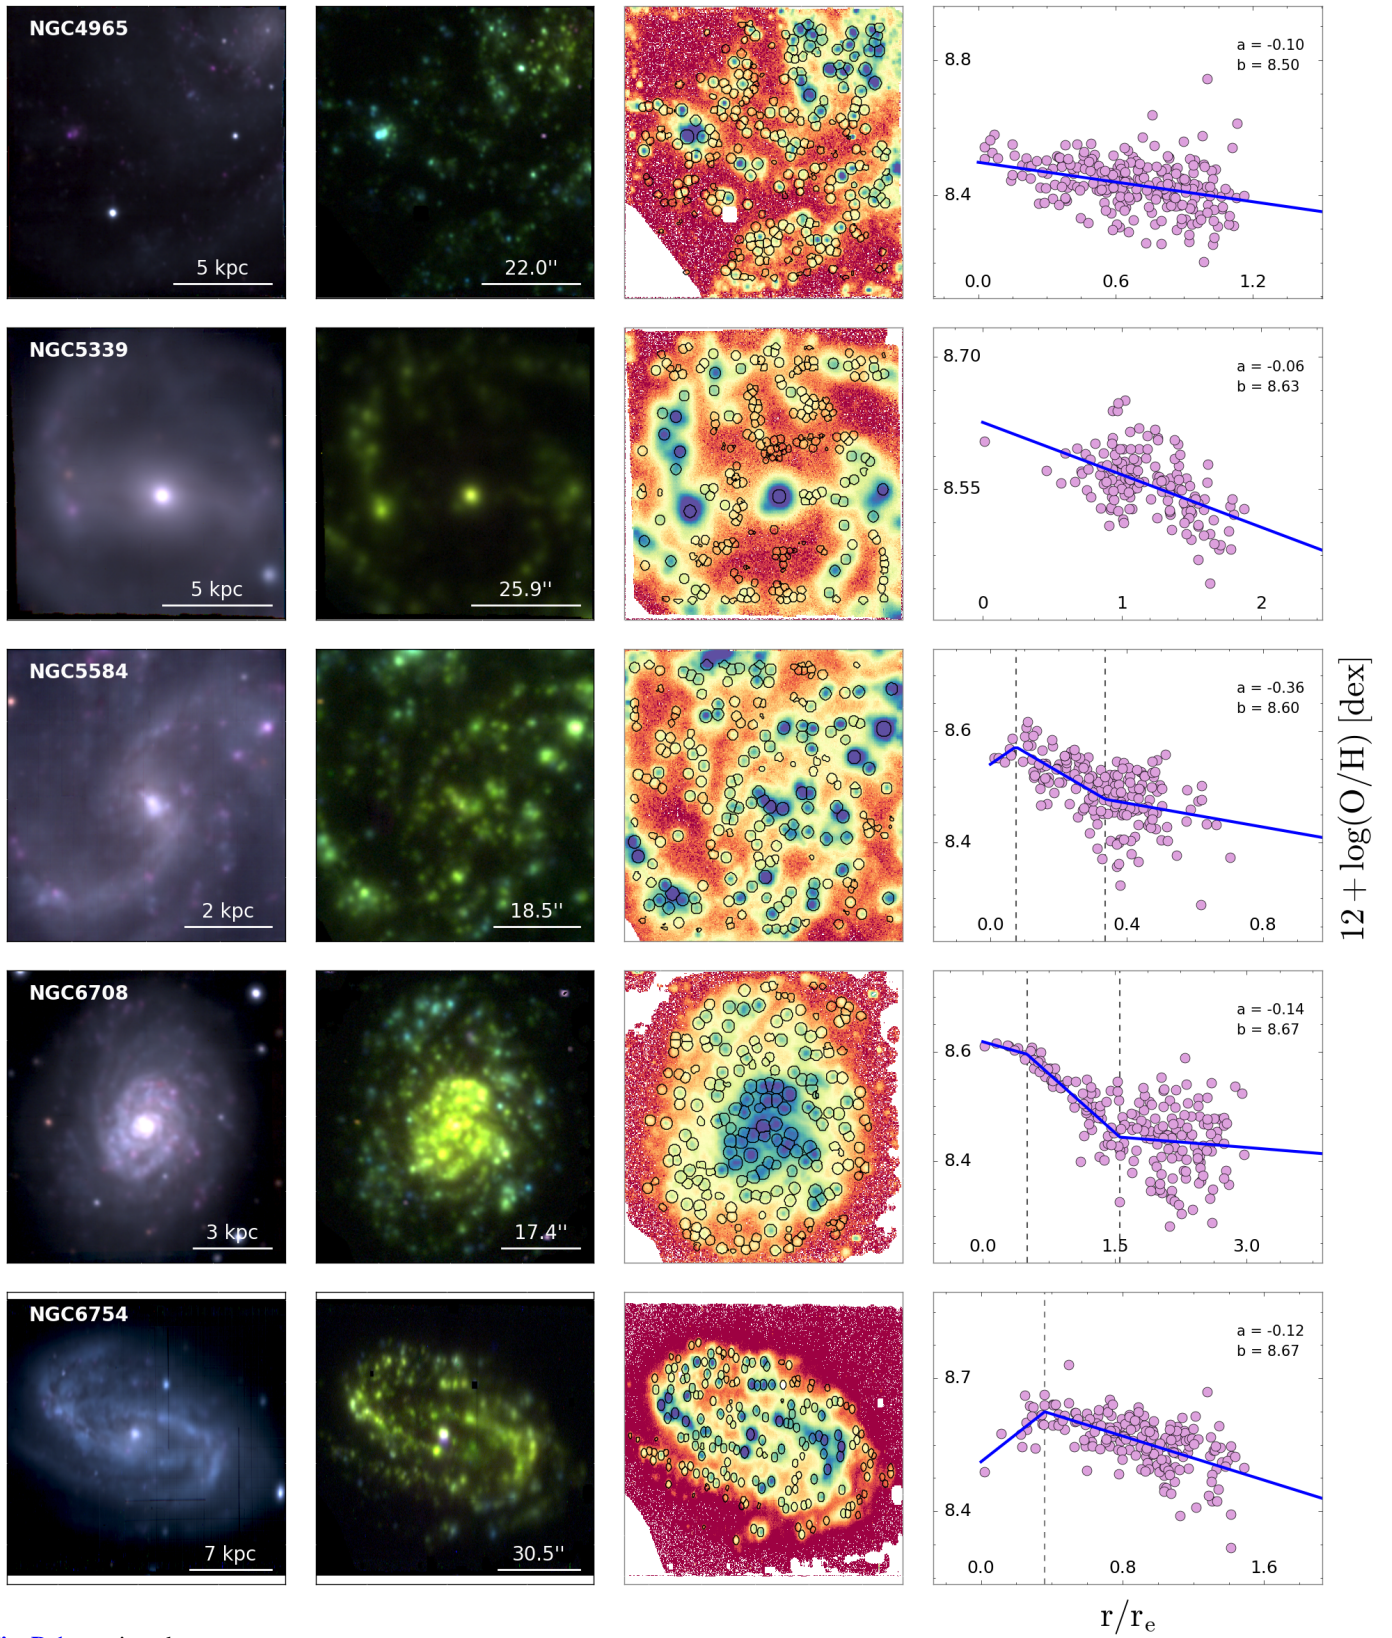 NGC4965
5 kpc
22.0''
a = -0.10
b = 8.50
8.8
8.4
0.0 0.6 1.2
NGC5339
5 kpc
25.9''
a = -0.06
b = 8.63
8.70
8.55
0 1 2
NGC5584
2 kpc
18.5''
a = -0.36
b = 8.60
8.6
8.4
0.0 0.4 0.8
12 + log(O/H) [dex]
NGC6708
3 kpc
17.4''
a = -0.14
b = 8.67
8.6
8.4
0.0 1.5 3.0
NGC6754
7 kpc
30.5''
a = -0.12
b = 8.67
8.7
8.4
0.0 0.8 1.6
r/re